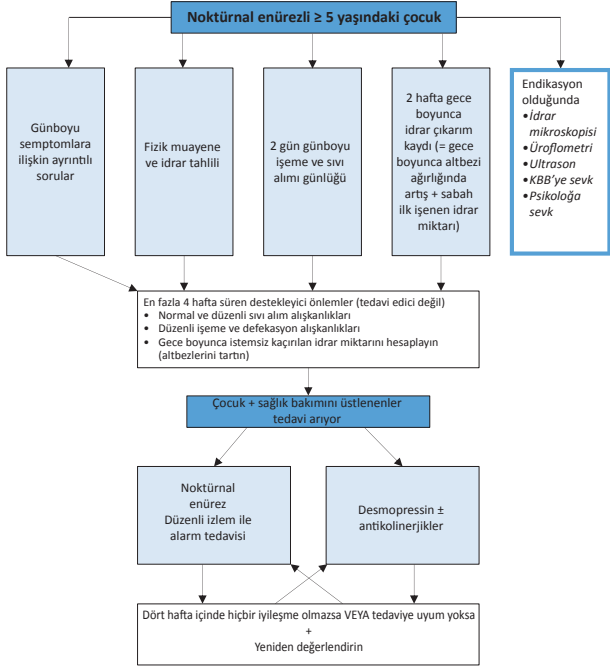 Noktürnal enürezli ≥ 5 yaşındaki çocuk
Günboyu
semptomlara
ilişkin ayrıntılı
sorular
Fizik muayene
ve idrar tahlili
2 gün günboyu
işeme ve sıvı
alımı günlüğü
2 hafta gece
boyunca
idrar çıkarım
kaydı (= gece
boyunca altbezi
ağırlığında
artış + sabah
ilk işenen idrar
miktarı)
Endikasyon
olduğunda
•İdrar
mikroskopisi
•Üroflometri
•Ultrason
•KBB'ye sevk
•Psikoloğa
sevk
En fazla 4 hafta süren destekleyici önlemler (tedavi edici değil)
• Normal ve düzenli sıvı alım alışkanlıkları
• Düzenli işeme ve defekasyon alışkanlıkları
• Gece boyunca istemsiz kaçırılan idrar miktarını hesaplayın
(altbezlerini tartın)
Çocuk + sağlık bakımını üstlenenler
tedavi arıyor
Noktürnal
enürez
Düzenli izlem ile
alarm tedavisi
Desmopressin ±
antikolinerjikler
Dört hafta içinde hiçbir iyileşme olmazsa VEYA tedaviye uyum yoksa
+
Yeniden değerlendirin